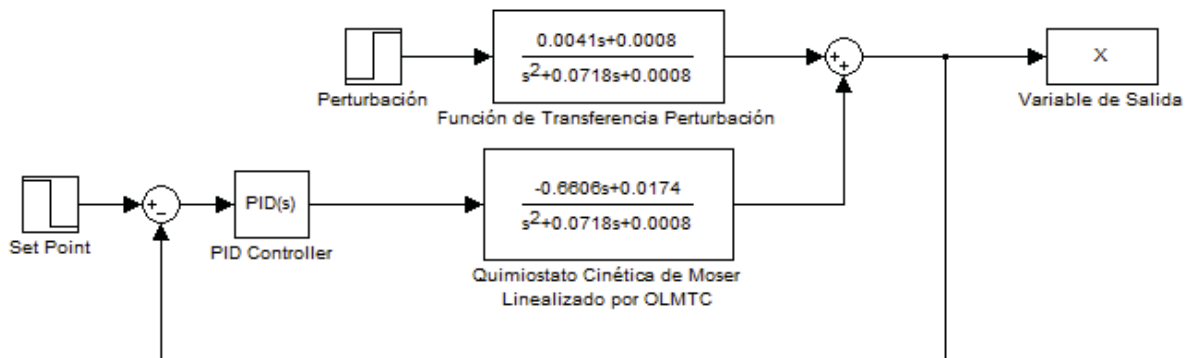 0.0041s+0.0008
s2+0.0718s+0.0008
Perturbación
Función de Transferencia Perturbación
X
Variable de Salida
-0.6606s+0.0174
s2+0.0718s+0.0008
PID(s)
Set Point
PID Controller
Quimiostato Cinética de Moser
Linealizado por OLMTC